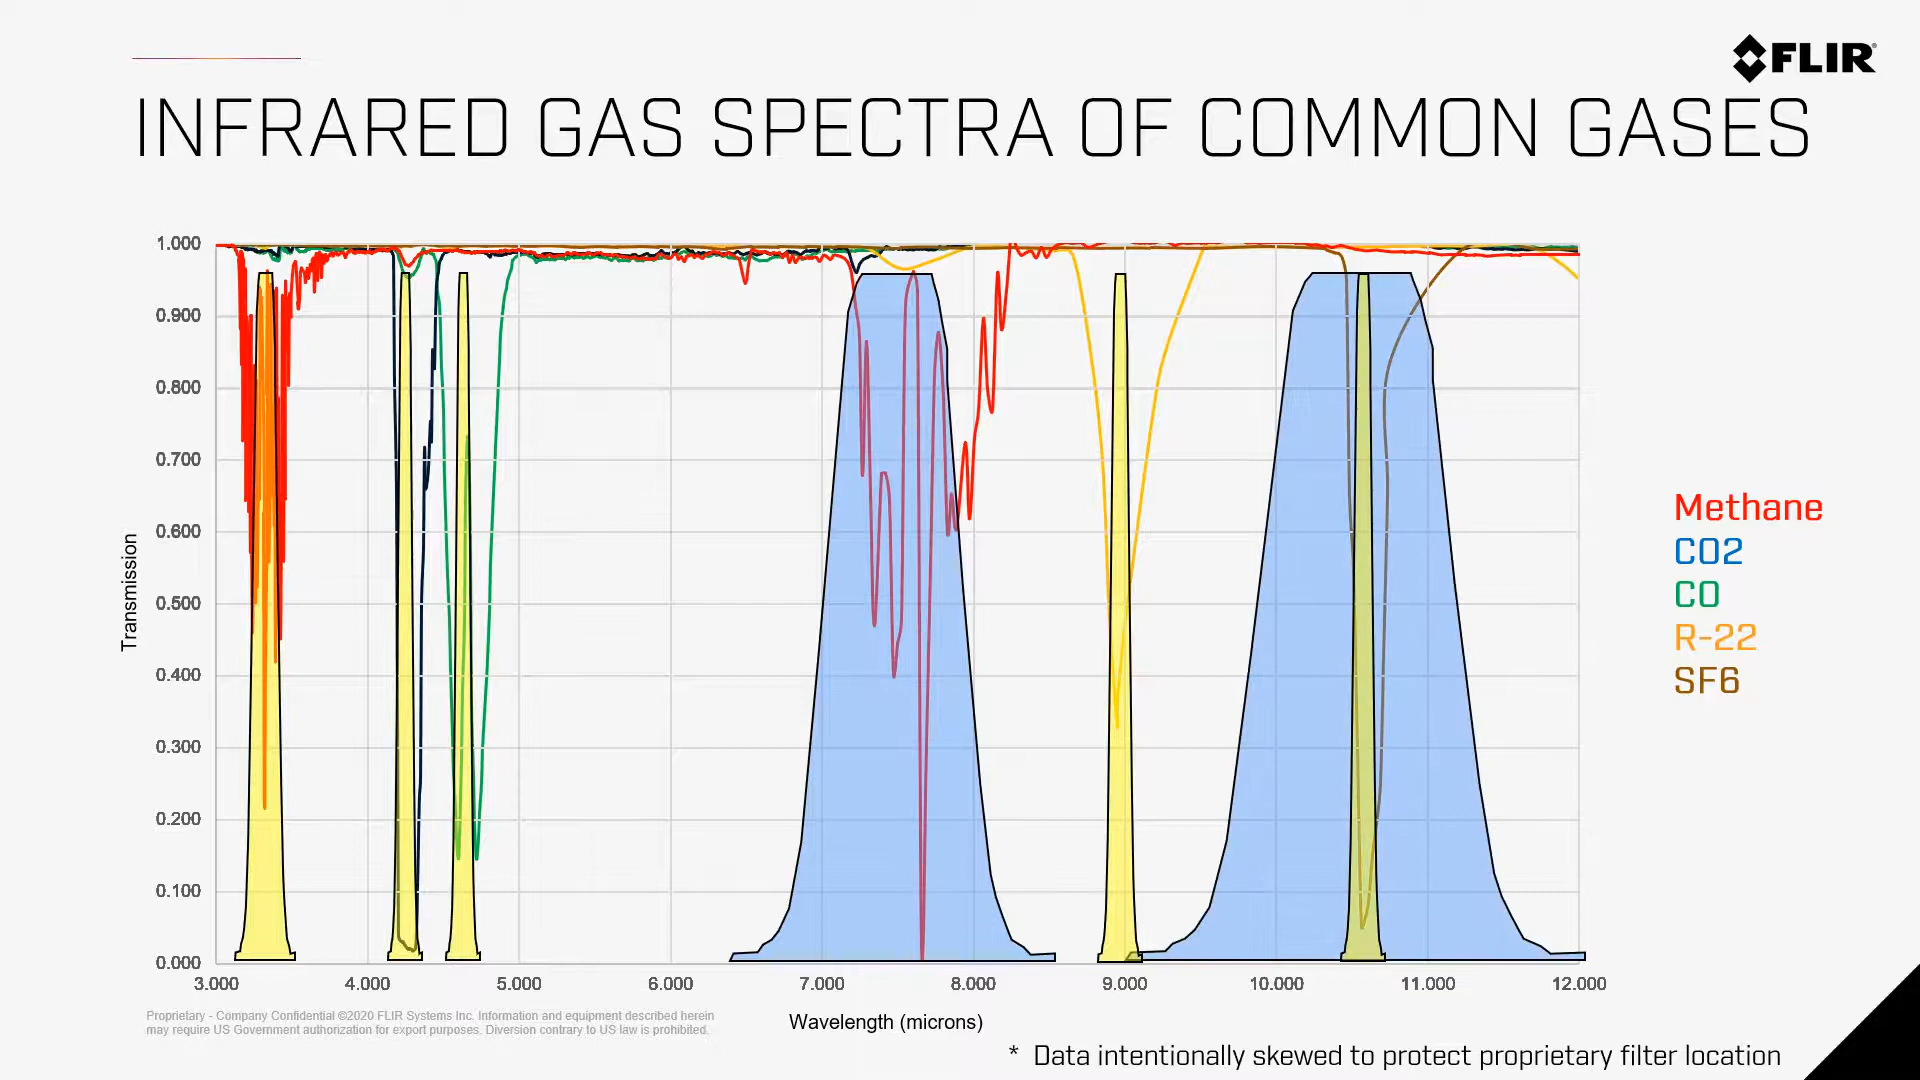 FLIR
INFRARED GAS SPECTRA OF COMMON GASES
1.000
0.900
0.800
0.700
0.600
0.500
0.400
0.300
0.200
0.100
0.000
Transmission
3.000 4.000 5.000 6.000 7.000 8.000 9.000 10.000 11.000 12.000
Wavelength (microns)
Methane
CO2
CO
R-22
SF6
Proprietary - Company Confidential ©2020 FLIR Systems Inc. Information and equipment described herein
may require US Government authorization for export purposes. Diversion contrary to US law is prohibited.
* Data intentionally skewed to protect proprietary filter location